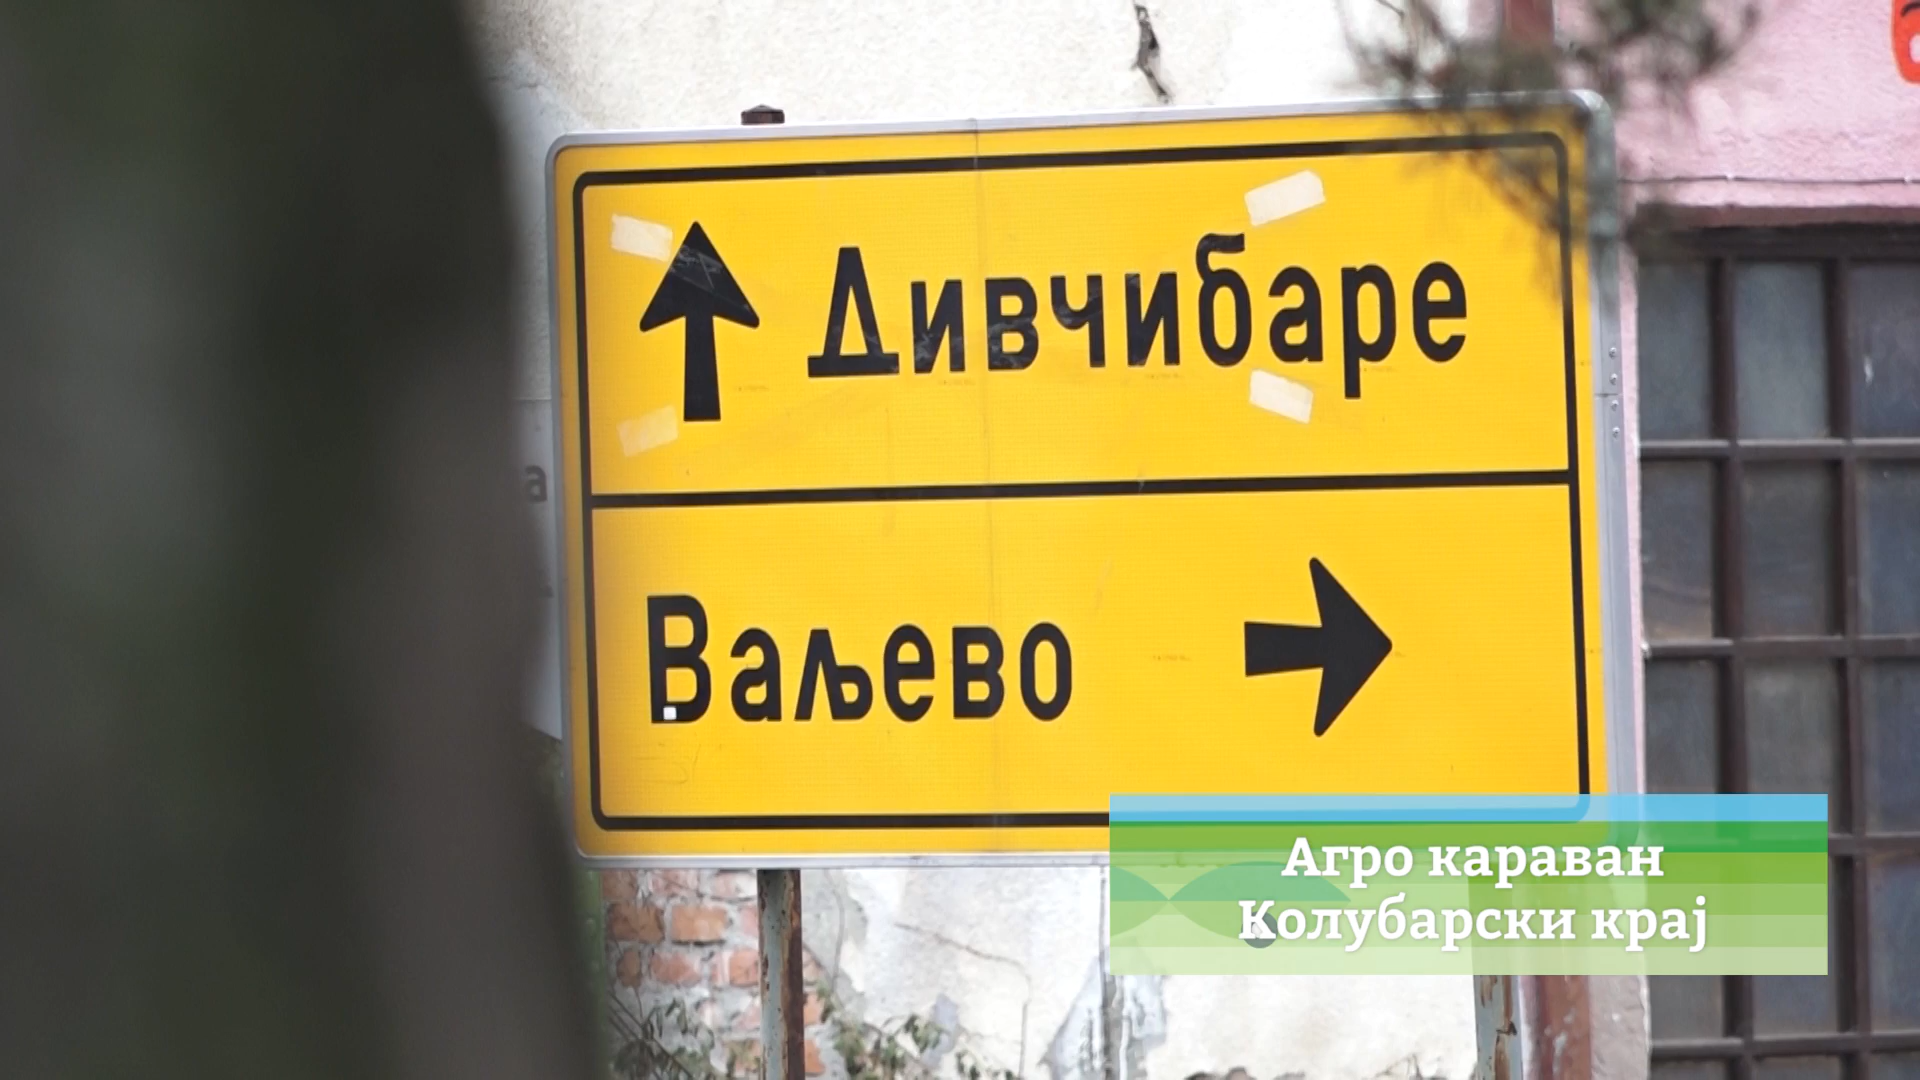 Дивчибаре
Ваљево
Агро караван
Колубарски крај